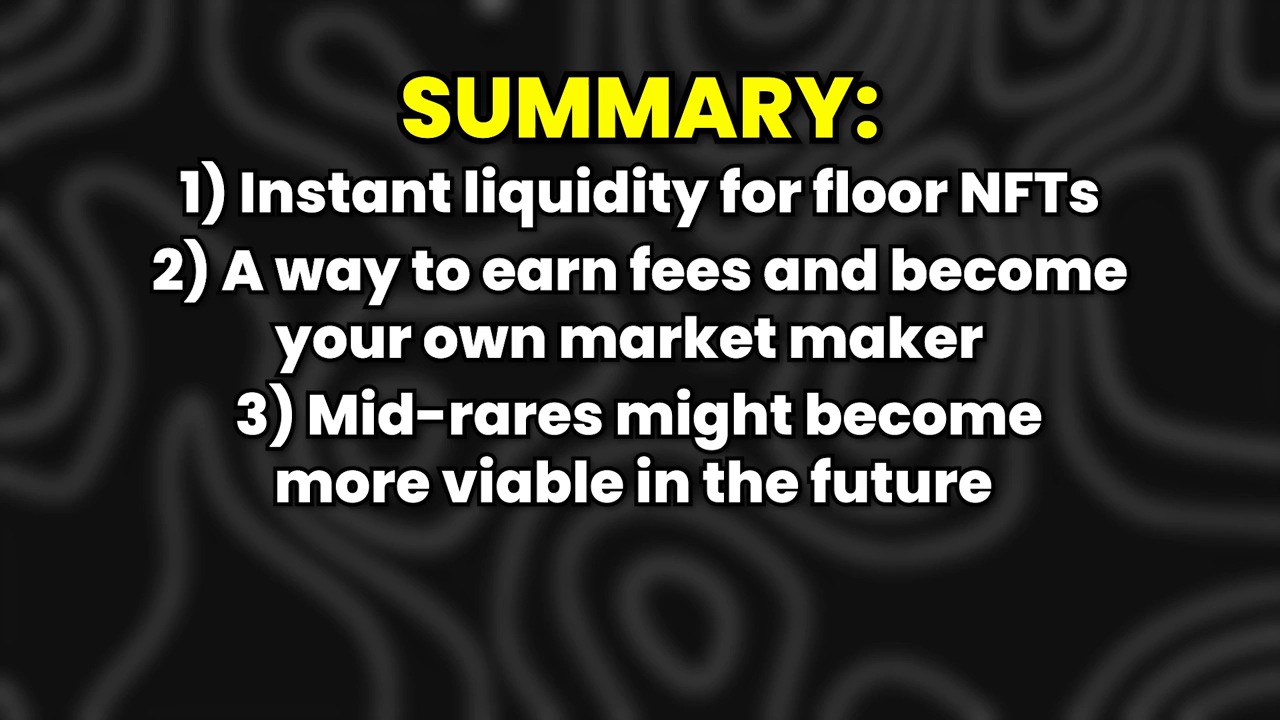 SUMMARY:
1) Instant liquidity for floor NFTs
2) A way to earn fees and become
your own market maker
3) Mid-rares might become
more viable in the future